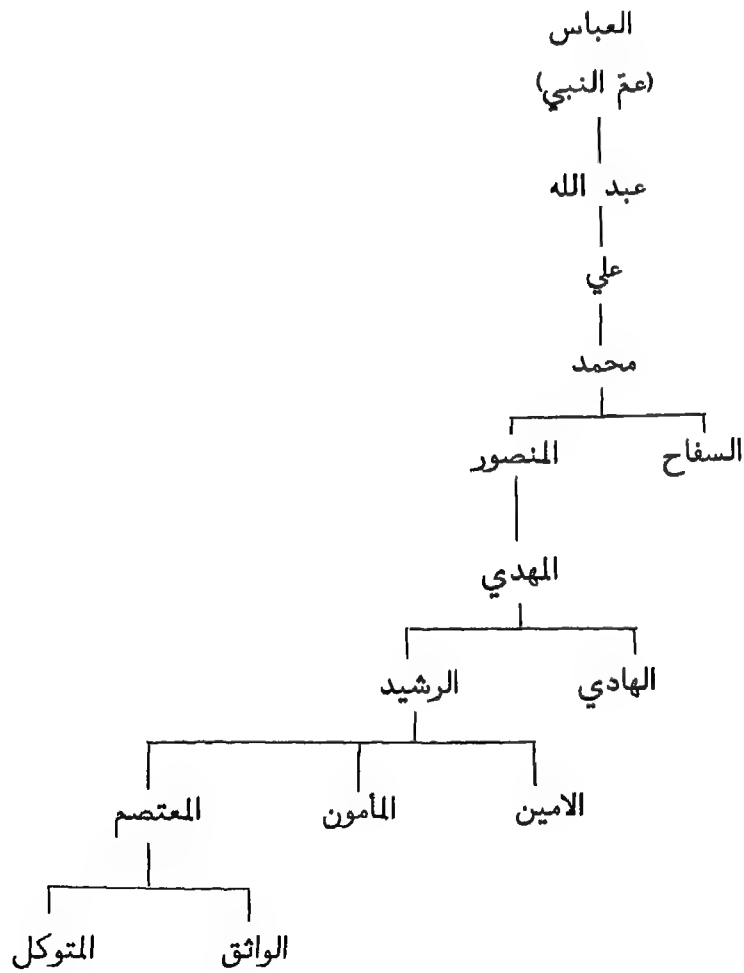 العباس
(عمّ النبي)
عبد الله
علي
محمد
السفاح المنصور
المهدي
الهادي الرشيد
الامين المأمون المعتصم
الواثق المتوكل